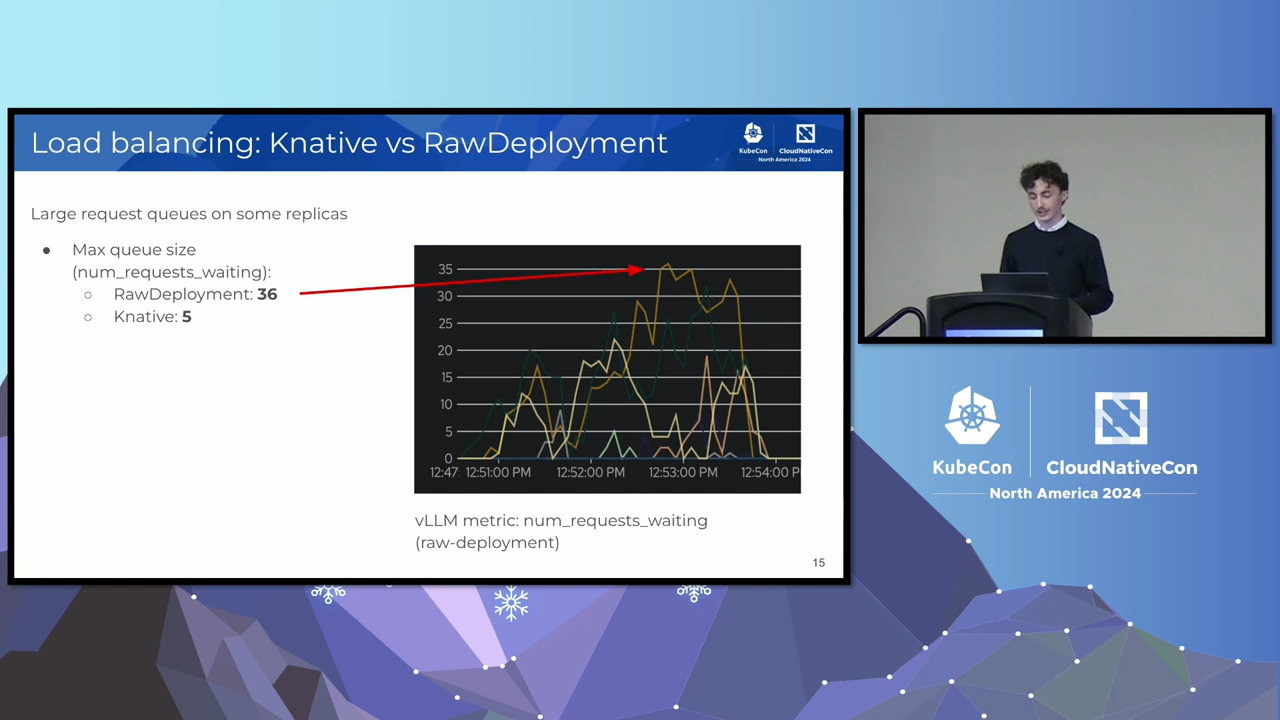 Load balancing: Knative vs RawDeployment
KubeCon
CloudNativeCon
North America 2024
Large request queues on some replicas
● Max queue size
(num_requests_waiting):
○ RawDeployment: 36
○ Knative: 5
35
30
25
20
15
10
5
0
12:47: 12:51:00 PM 12:52:00 PM 12:53:00 PM 12:54:00 P
vLLM metric: num_requests_waiting
(raw-deployment)
15
KubeCon
CloudNativeCon
North America 2024